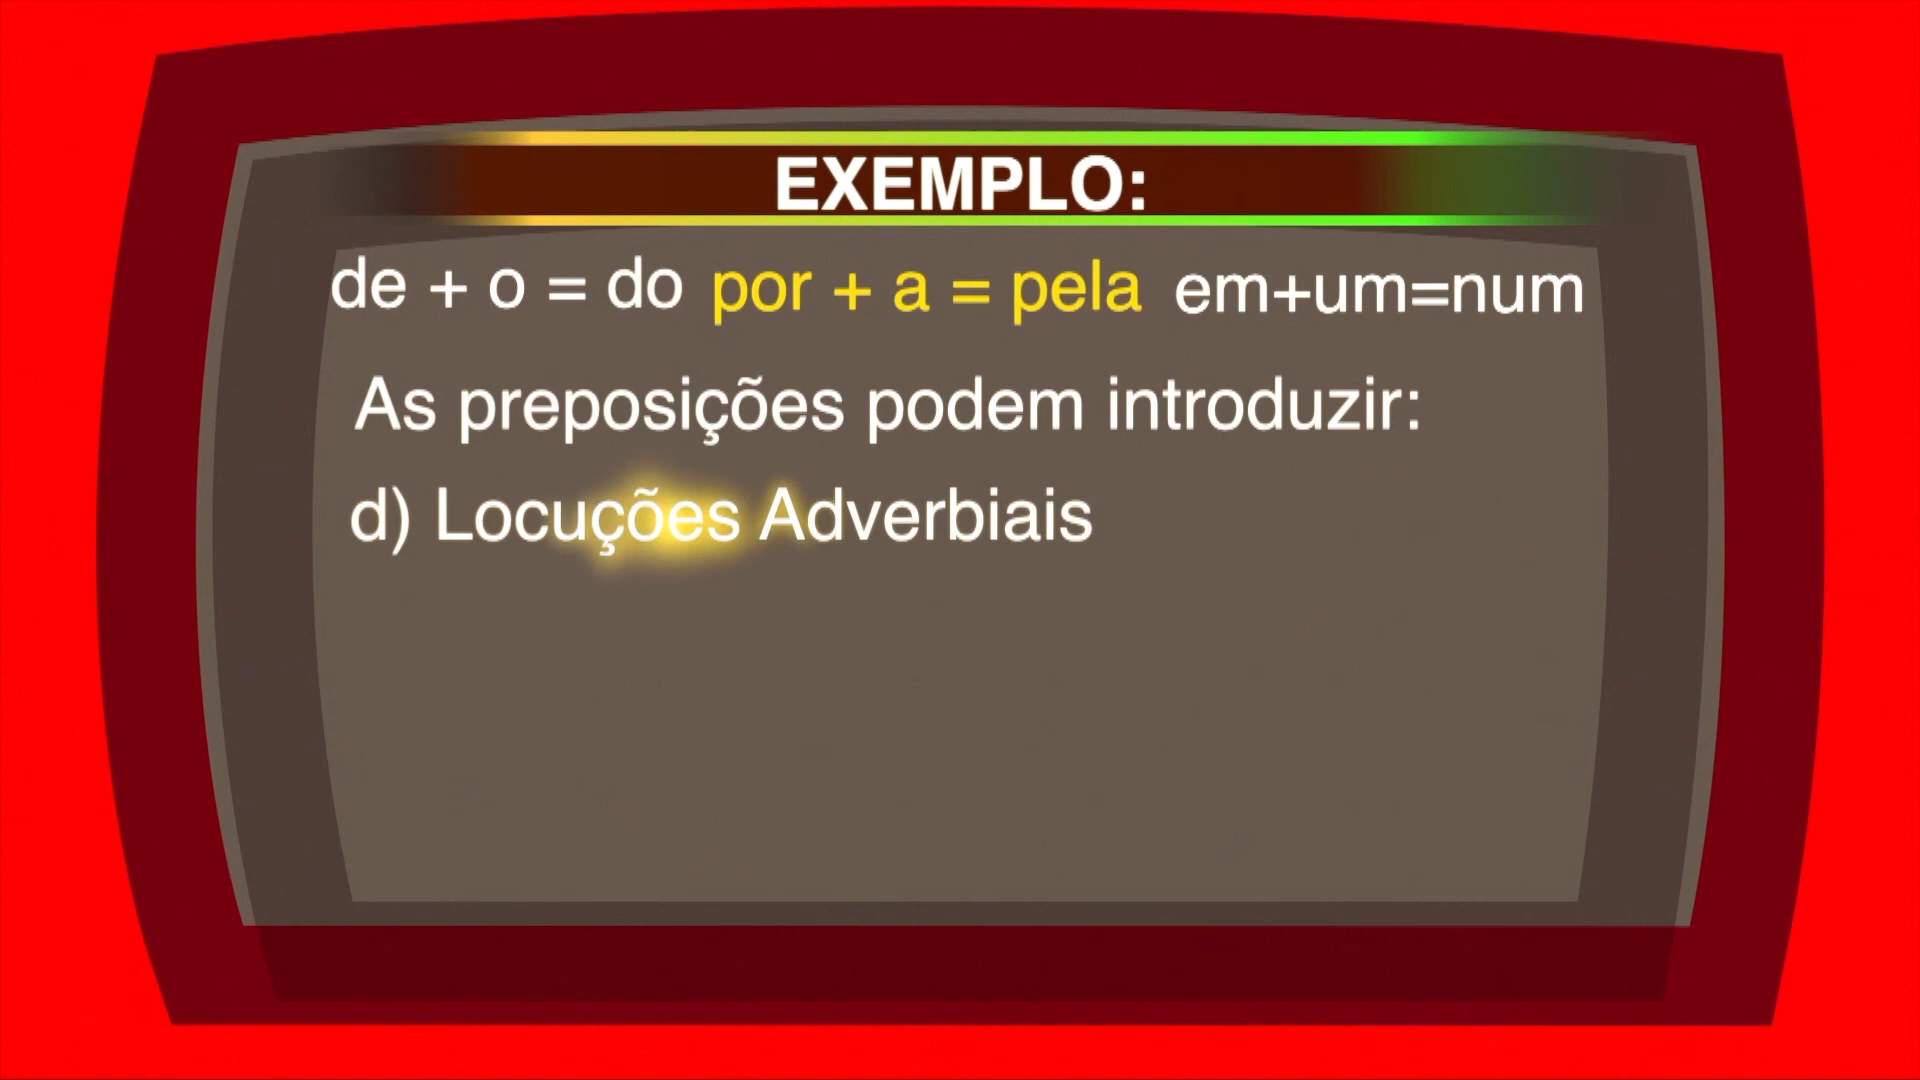 EXEMPLO:
de + o = do por + a = pela em+um=num
As preposições podem introduzir:
d) Locuções Adverbiais